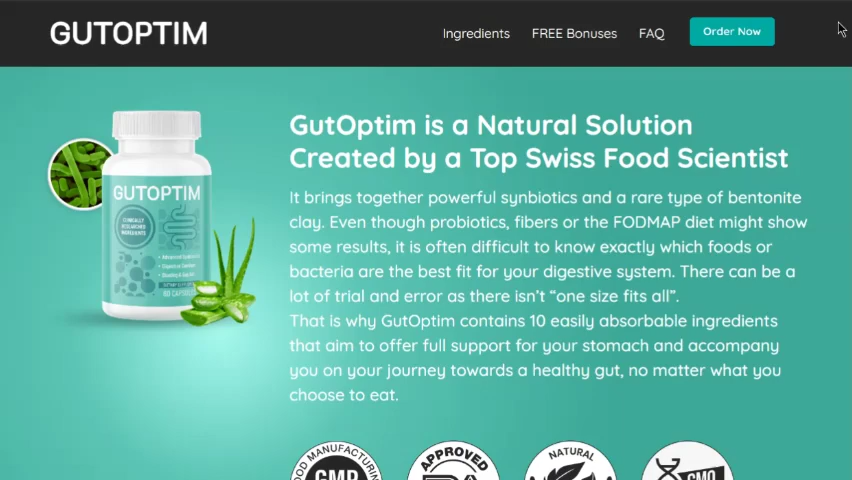 GUTOPTIM
Ingredients FREE Bonuses FAQ Order Now
GutOptim is a Natural Solution
Created by a Top Swiss Food Scientist
It brings together powerful synbiotics and a rare type of bentonite
clay. Even though probiotics, fibers or the FODMAP diet might show
some results, it is often difficult to know exactly which foods or
bacteria are the best fit for your digestive system. There can be a
lot of trial and error as there isn't “one size fits all”.
That is why GutOptim contains 10 easily absorbable ingredients
that aim to offer full support for your stomach and accompany
you on your journey towards a healthy gut, no matter what you
choose to eat.
GUTOPTIM
CLINICALLY
RESEARCHED
INGREDIENTS
MANUFACTURING
GMP
APPROVED
NATURAL
GMO